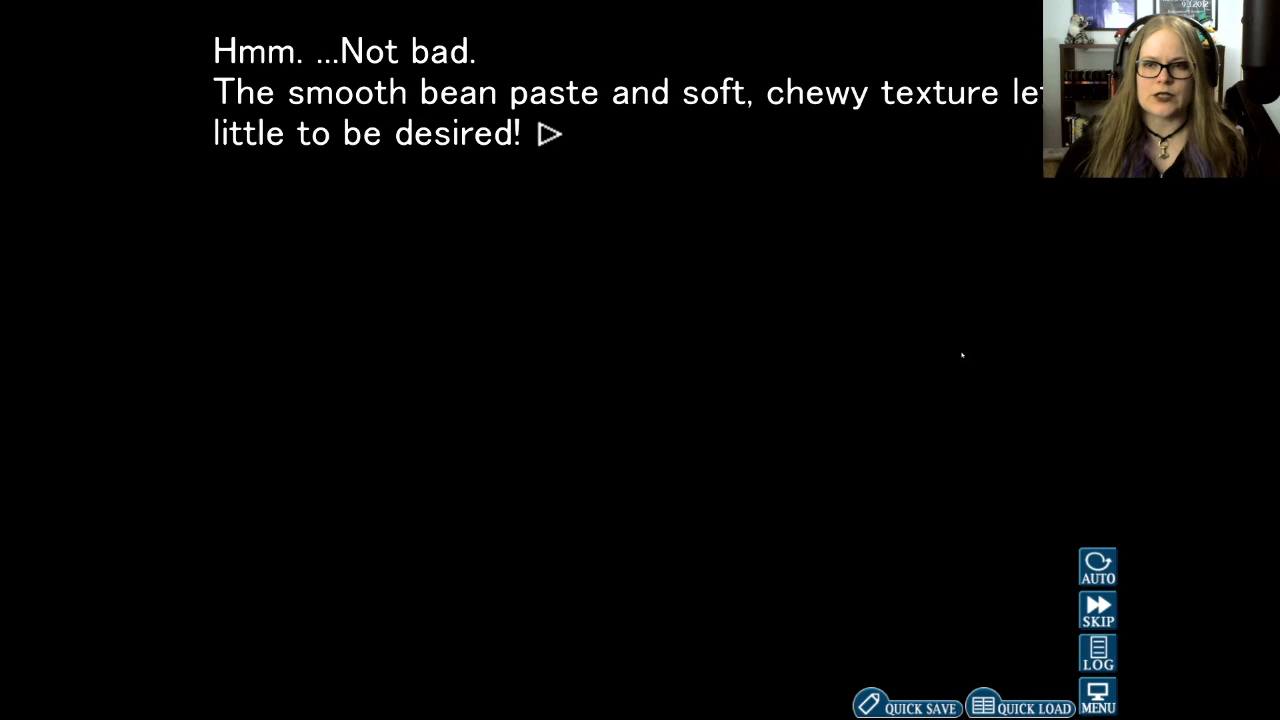 Hmm. ...Not bad.
The smooth bean paste and soft, chewy texture
little to be desired!
AUTO
SKIP
LOG
MENU
QUICK SAVE
QUICK LOAD